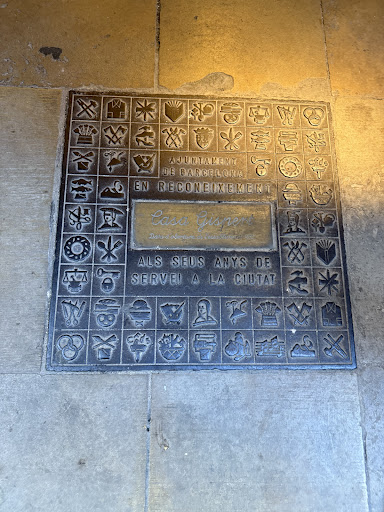 AJUNTAMENT
DE BARCELONA
EN RECONEIXEMENT
ALS SEUS ANYS DE
SERVEI A LA CIUTAT